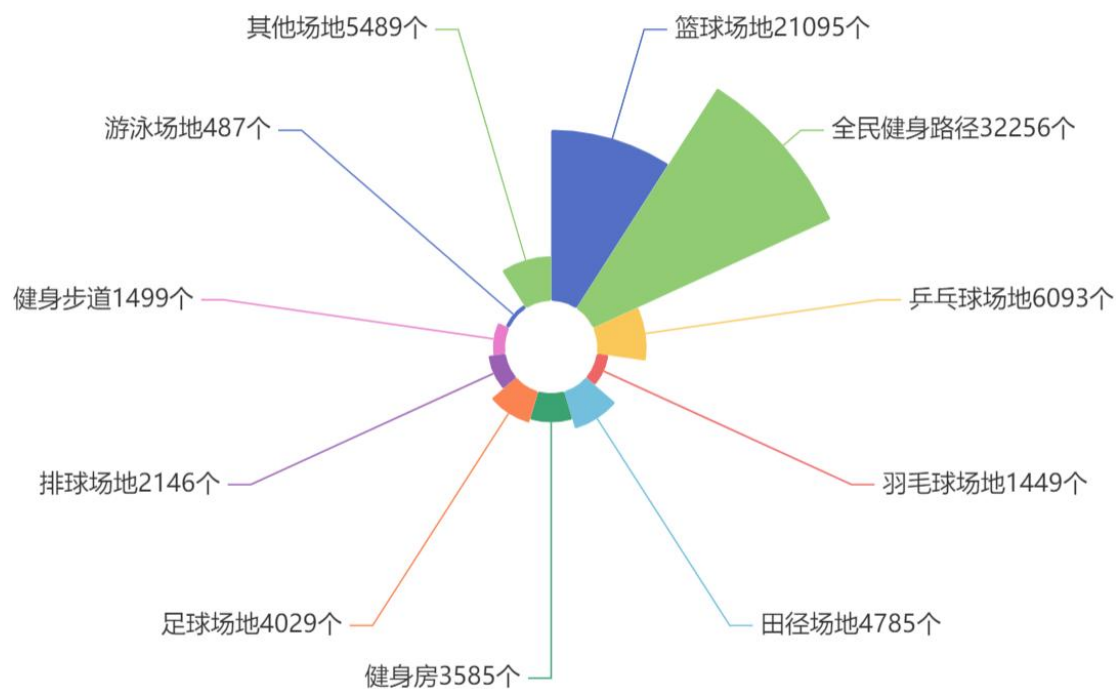 其他场地5489个
篮球场地21095个
游泳场地487个
全民健身路径32256个
健身步道1499个
乒乓球场地6093个
排球场地2146个
羽毛球场地1449个
足球场地4029个
田径场地4785个
健身房3585个